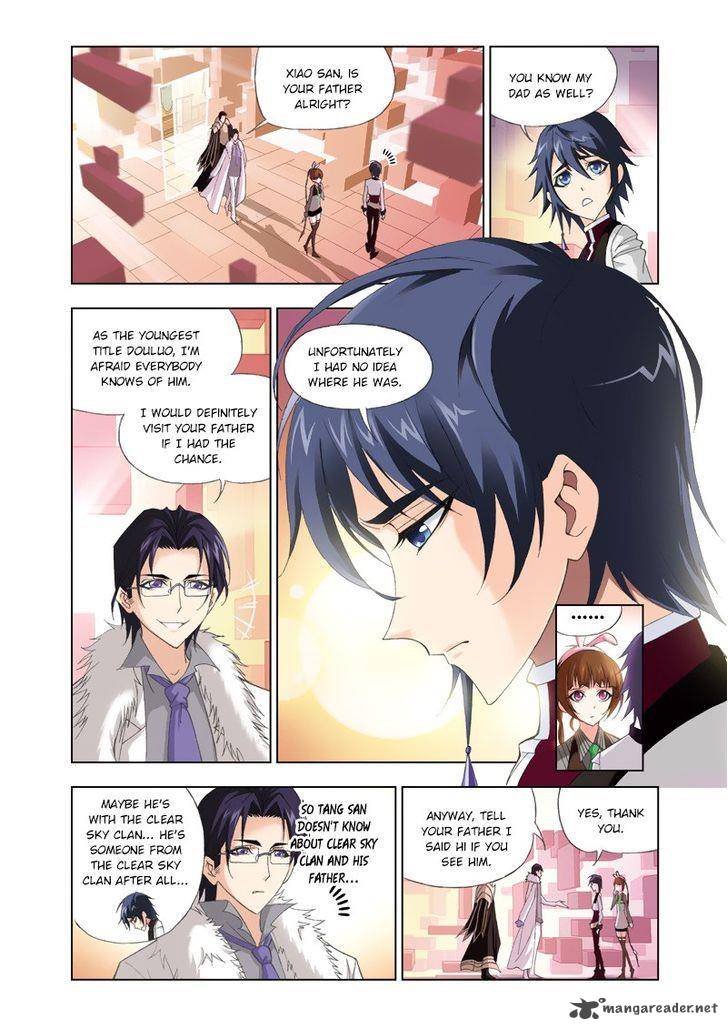 XIAO SAN, IS
YOUR FATHER
ALRIGHT?
YOU KNOW MY
DAD AS WELL?
AS THE YOUNGEST
TITLE DOULUO, I'M
AFRAID EVERYBODY
KNOWS OF HIM.
I WOULD DEFINITELY
VISIT YOUR FATHER
IF I HAD THE
CHANCE.
UNFORTUNATELY
I HAD NO IDEA
WHERE HE WAS.
......
MAYBE HE'S
WITH THE CLEAR
SKY CLAN... HE'S
SOMEONE FROM
THE CLEAR SKY
CLAN AFTER ALL...
SO TANG SAN
DOESN'T KNOW
ABOUT CLEAR SKY
CLAN AND HIS
FATHER...
ANYWAY, TELL
YOUR FATHER I
SAID HI IF YOU
SEE HIM.
YES, THANK
YOU.
mangareader.net